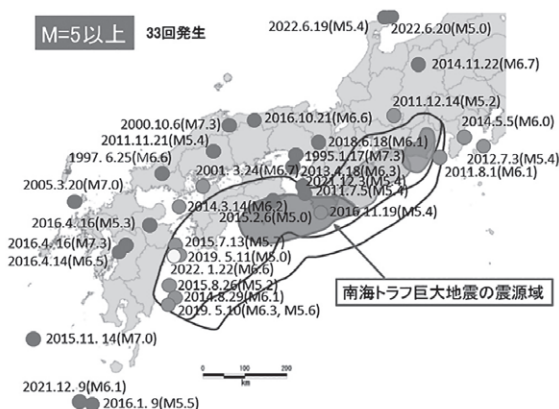 M=5以上
33回発生
2022.6.19(M5.4)
2022.6.20(M5.0)
2014.11.22(M6.7)
2016.10.21(M6.6)
2011.12.14(M5.2)
2014.5.5(M6.0)
2000.10.6(M7.3)
2011.11.21(M5.4)
2018.6.18(M6.1)
1997. 6.25(M6.6)
1995.1.17(M7.3)
2012.7.3(M5.4)
2001. 3.24(M6.7)
2013.4.18(M6.3)
2011.8.1(M6.1)
2021.12.3(M5.4)
2005.3.20(M7.0)
2011.7.5(M5.4)
2014.3.14(M6.2)
2016.11.19(M5.4)
2015.2.6(M5.0)
2016.4.16(M5.3)
2016.4.16(M7.3)
2015.7.13(M5.7)
2016.4.14(M6.5)
2019. 5.11(M5.0)
2022. 1.22(M6.6)
南海トラフ巨大地震の震源域
2015.8.26(M5.2)
2014.8.29(M6.1)
2019. 5.10(M6.3, M5.6)
2015.11. 14(M7.0)
0 100 200
km
2021.12. 9(M6.1)
2016.1. 9(M5.5)